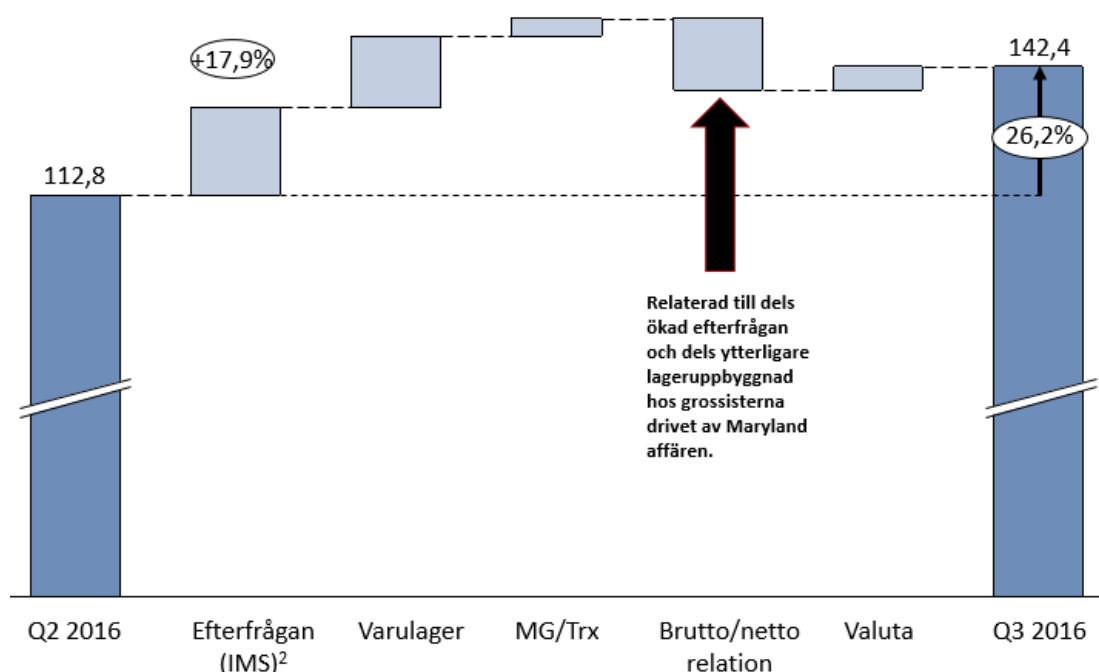 +17,9%
142,4
26,2%
112,8
Relaterad till dels
ökad efterfrågan
och dels ytterligare
lageruppbyggnad
hos grossisterna
drivet av Maryland
affären.
Q2 2016
Efterfrågan
(IMS)2
Varulager
MG/Trx
Brutto/netto
relation
Valuta
Q3 2016